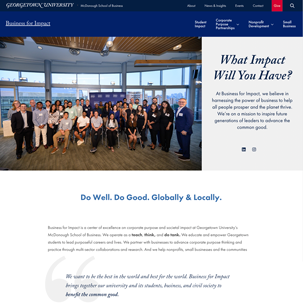 GEORGETOWN UNIVERSITY McDonough School of Business
About News & Insights Events Contact Give
Business for Impact
Student Impact
Corporate Purpose Partnerships
Nonprofit Development
Small Business
What Impact
Will You Have?
At Business for Impact, we believe in
harnessing the power of business to help
all people prosper and the planet thrive.
We're on a mission to inspire future
generations of leaders to advance the
common good.
Do Well. Do Good. Globally & Locally.
Business for Impact is a center of excellence on corporate purpose and societal impact at Georgetown University's
McDonough School of Business. We operate as a teach, think, and do tank. We educate and empower Georgetown
students to lead purposeful careers and lives. We partner with businesses to advance corporate purpose thinking and
practice through multi-sector collaborations and research. And we help nonprofits, small businesses and the communities
We want to be the best in the world and best for the world. Business for Impact
brings together our university and its students, business, and civil society to
benefit the common good.